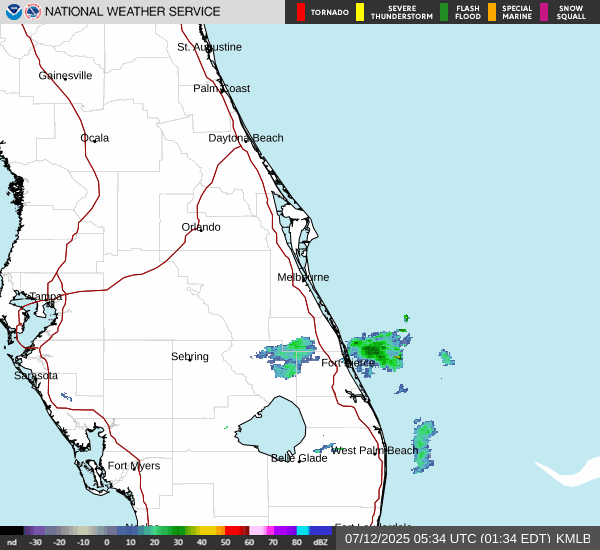 NATIONAL WEATHER SERVICE
TORNADO
SEVERE THUNDERSTORM
FLASH FLOOD
SPECIAL MARINE
SNOW SQUALL
St. Augustine
Gainesville
Palm Coast
Ocala
Daytona Beach
Orlando
Melbourne
Tampa
Sebring
Fort Pierce
Sarasota
West Palm Beach
Belle Glade
Fort Myers
Fort Lauderdale
nd -30 -20 -10 0 10 20 30 40 50 60 70 80 dBZ
07/12/2025 05:34 UTC (01:34 EDT) KMLB